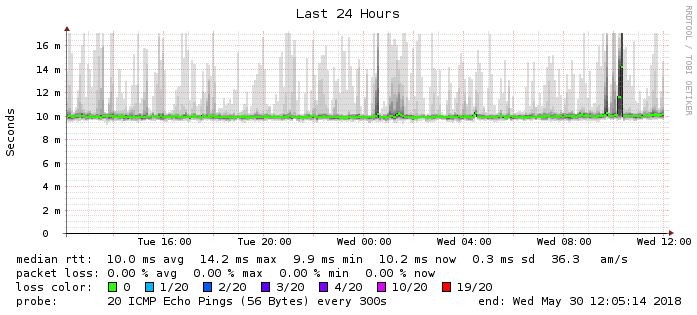 Last 24 Hours
RRDTOOL / TOBI OETIKER
Seconds
16 m
14 m
12 m
10 m
8 m
6 m
4 m
2 m
0
Tue 16:00 Tue 20:00 Wed 00:00 Wed 04:00 Wed 08:00 Wed 12:00
median rtt: 10.0 ms avg 14.2 ms max 9.9 ms min 10.2 ms now 0.3 ms sd 36.3 am/s
packet loss: 0.00 % avg 0.00 % max 0.00 % min 0.00 % now
loss color: 0 1/20 2/20 3/20 4/20 10/20 19/20
probe: 20 ICMP Echo Pings (56 Bytes) every 300s end: Wed May 30 12:05:14 2018